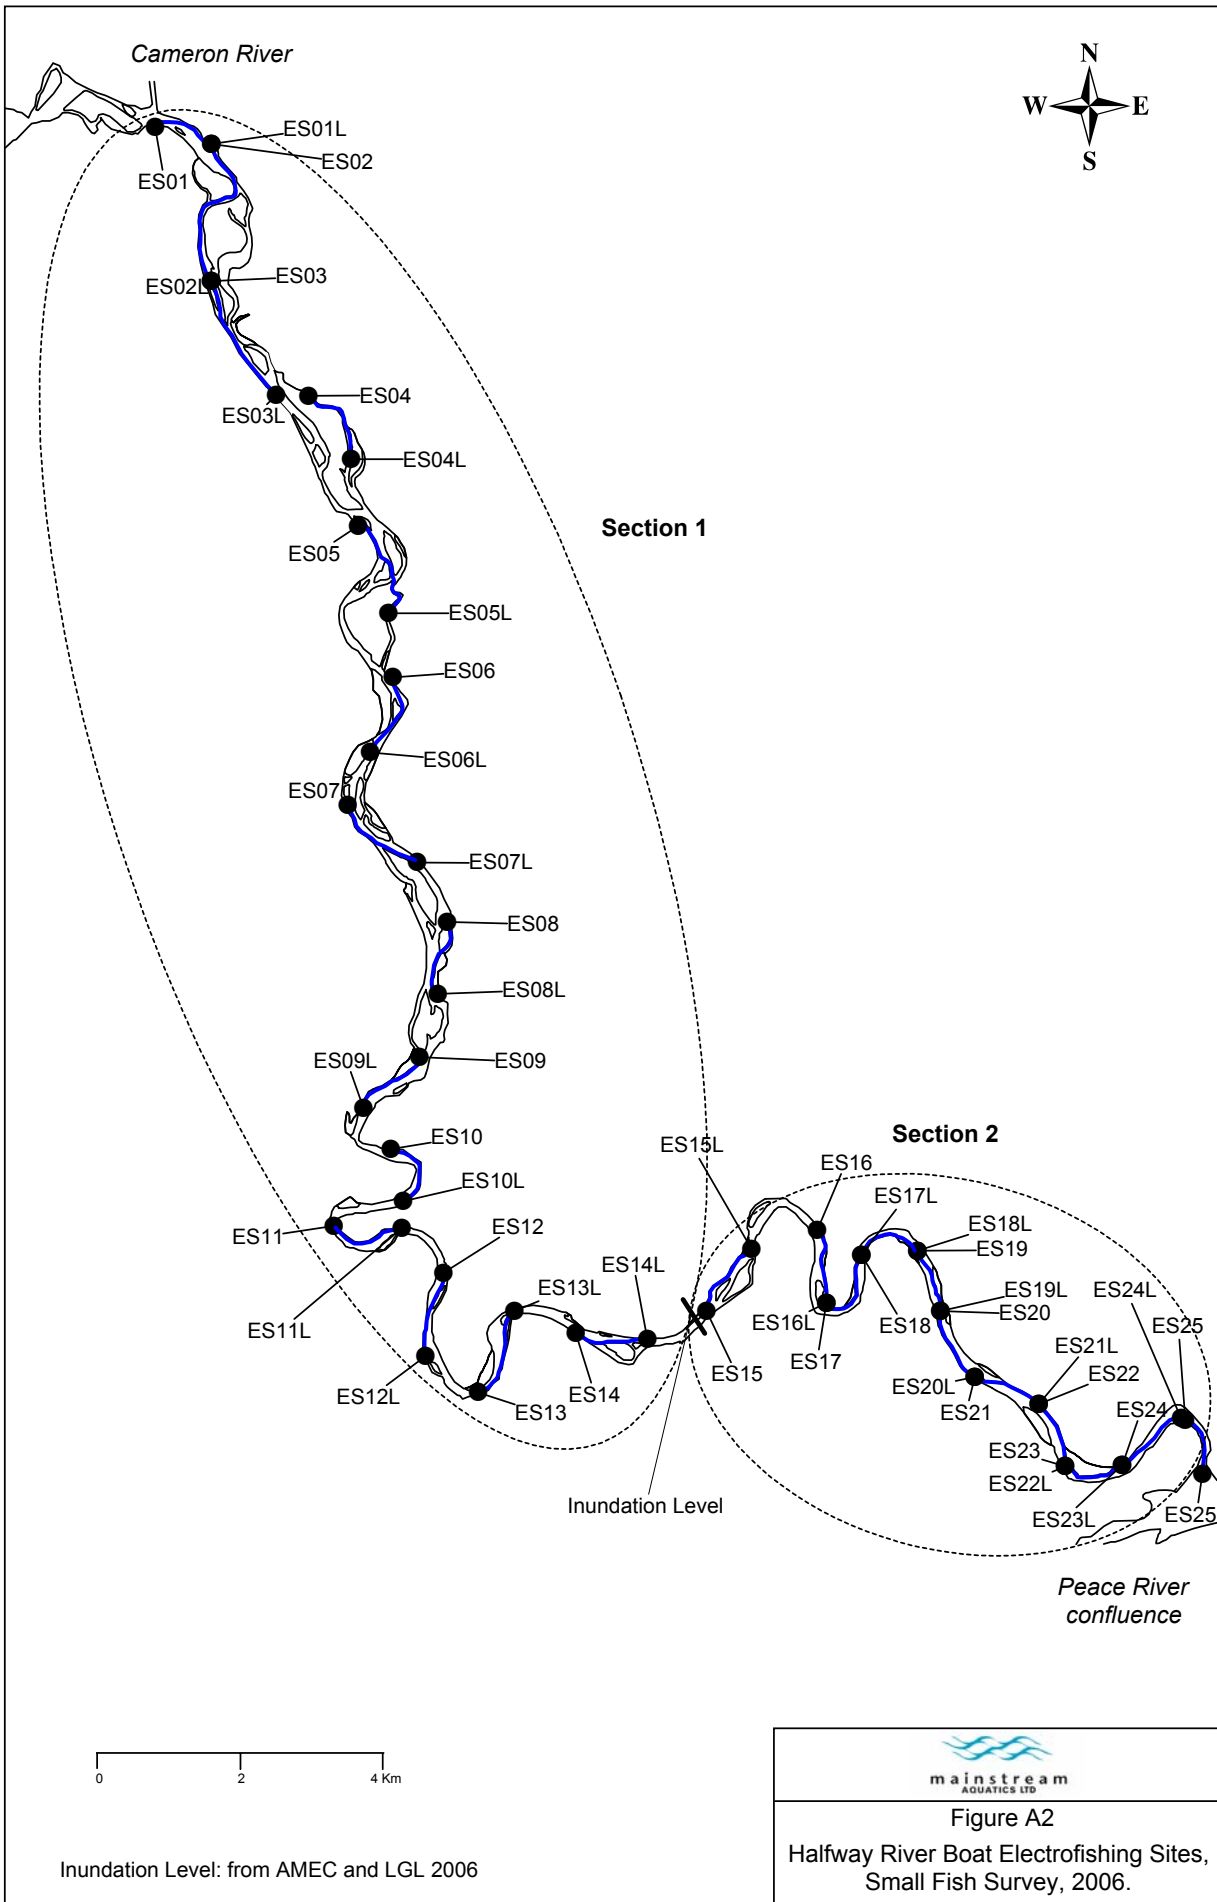 Cameron River
N
W
E
S
ES01L
ES02
ES01
ES03
ES02L
ES04
ES03L
ES04L
Section 1
ES05
ES05L
ES06
ES06L
ES07
ES07L
ES08
ES08L
ES09
ES09L
ES10
ES10L
ES11
ES11L
ES12
ES12L
ES13L
ES13
ES14L
ES14
Section 2
ES15L
ES16
ES17L
ES18L
ES19
ES19L
ES20
ES24L
ES25
ES16L
ES18
ES17
ES15
ES21L
ES22
ES20L
ES21
ES24
ES23
ES22L
ES23L
ES25
Inundation Level
Peace River
confluence
0
2
4 Km
Inundation Level: from AMEC and LGL 2006
mainstream
AQUATICS LTD
Figure A2
Halfway River Boat Electrofishing Sites,
Small Fish Survey, 2006.